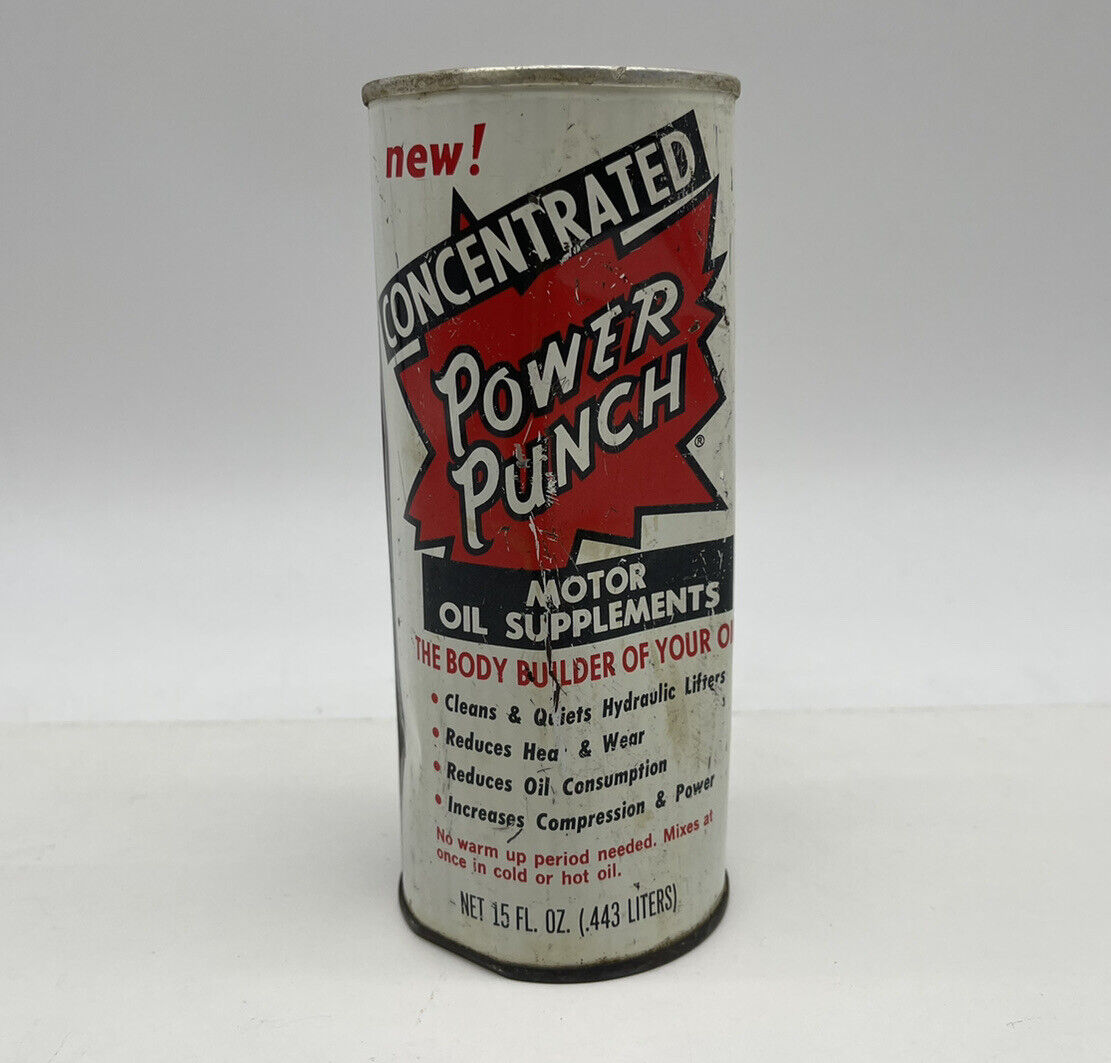 new!
CONCENTRATED
POWER
PUNCH ®
MOTOR
OIL SUPPLEMENTS
THE BODY BUILDER OF YOUR OI
• Cleans & Quiets Hydraulic Lifters
• Reduces Hea & Wear
• Reduces Oil Consumption
• Increases Compression & Power
No warm up period needed. Mixes at
once in cold or hot oil.
NET 15 FL. OZ. (.443 LITERS)